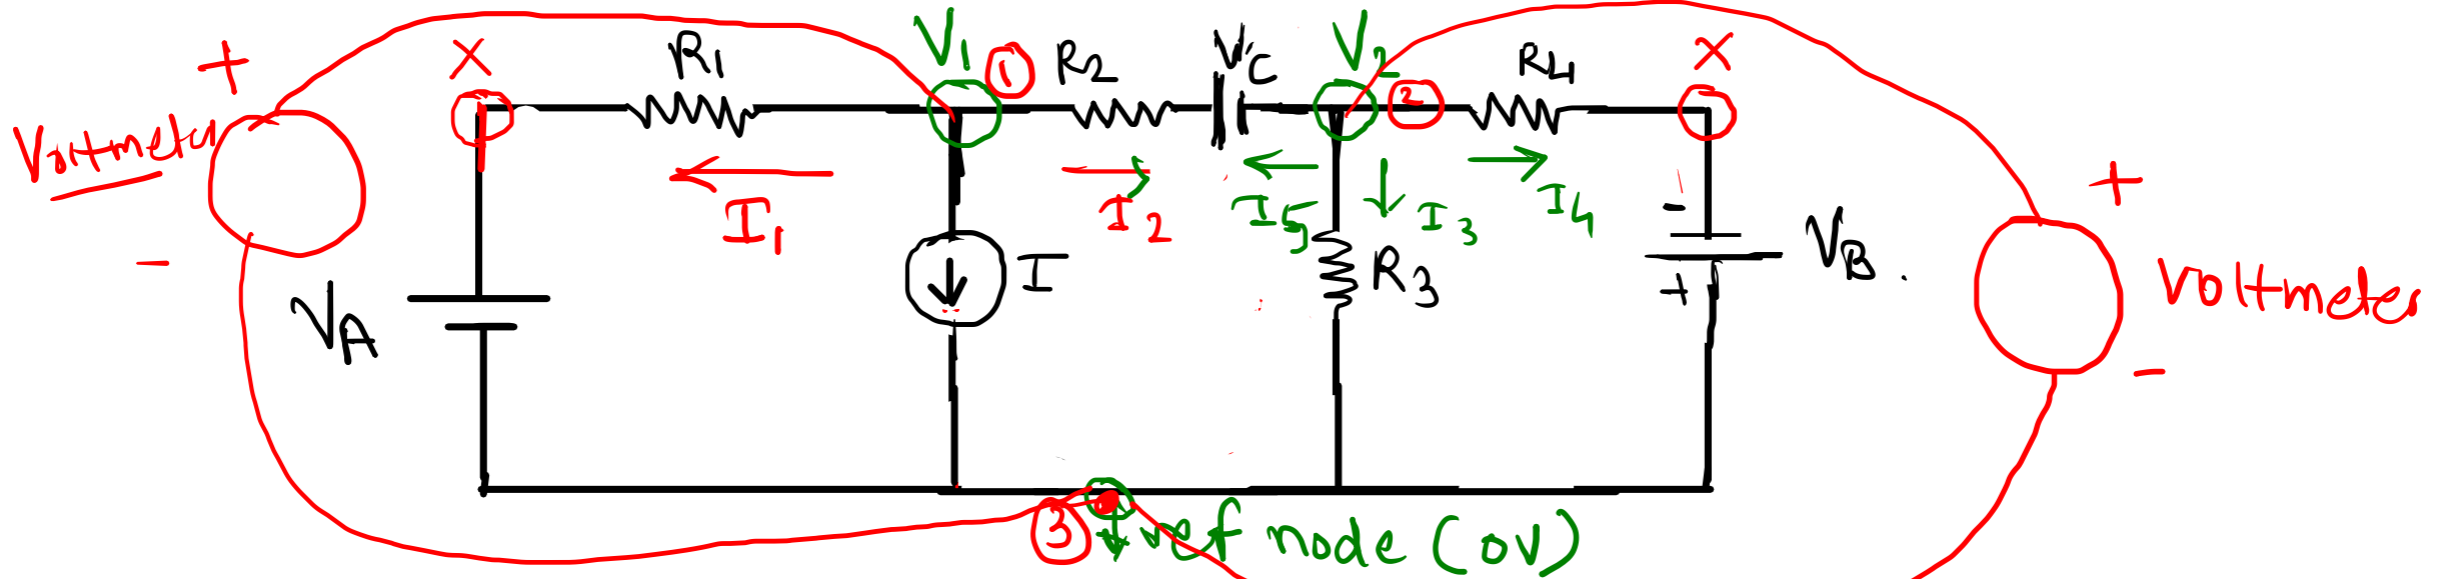 +
X
R1
V1
1
R2
VC
V2
2
R4
X
Voltmeter
-
I1
I2
I5
I3
I4
-
+
VB
+
Voltmeter
-
VA
I
R3
3
ref node (0V)